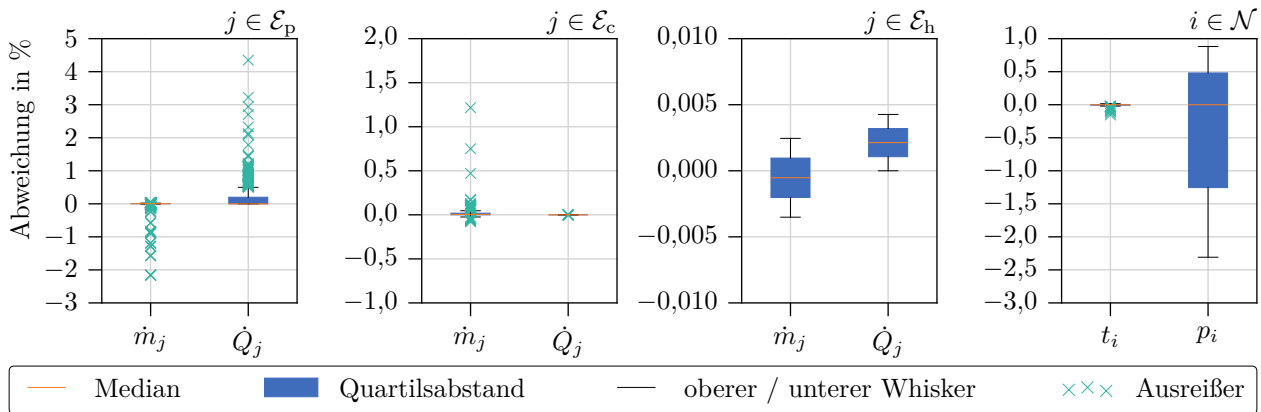 j ∈ 𝓔p
j ∈ 𝓔c
j ∈ 𝓔h
i ∈ 𝓝
Abweichung in %
5
4
3
2
1
0
−1
−2
−3
ṁj
Q̇j
2,0
1,5
1,0
0,5
0,0
−0,5
−1,0
ṁj
Q̇j
0,010
0,005
0,000
−0,005
−0,010
ṁj
Q̇j
1,0
0,5
0,0
−0,5
−1,0
−1,5
−2,0
−2,5
−3,0
ti
pi
Median
Quartilsabstand
oberer / unterer Whisker
Ausreißer